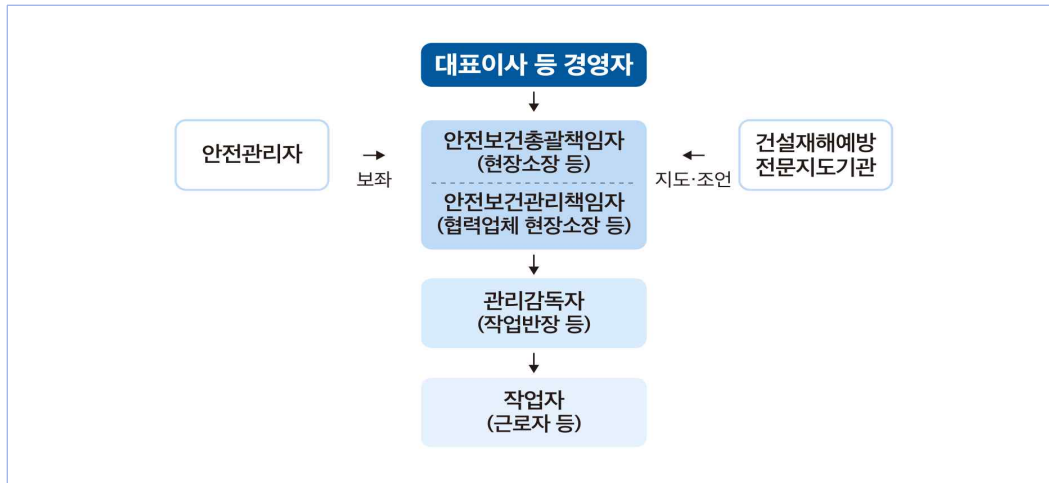 대표이사 등 경영자
안전관리자
보좌
안전보건총괄책임자
(현장소장 등)
안전보건관리책임자
(협력업체 현장소장 등)
지도·조언
건설재해예방
전문지도기관
관리감독자
(작업반장 등)
작업자
(근로자 등)